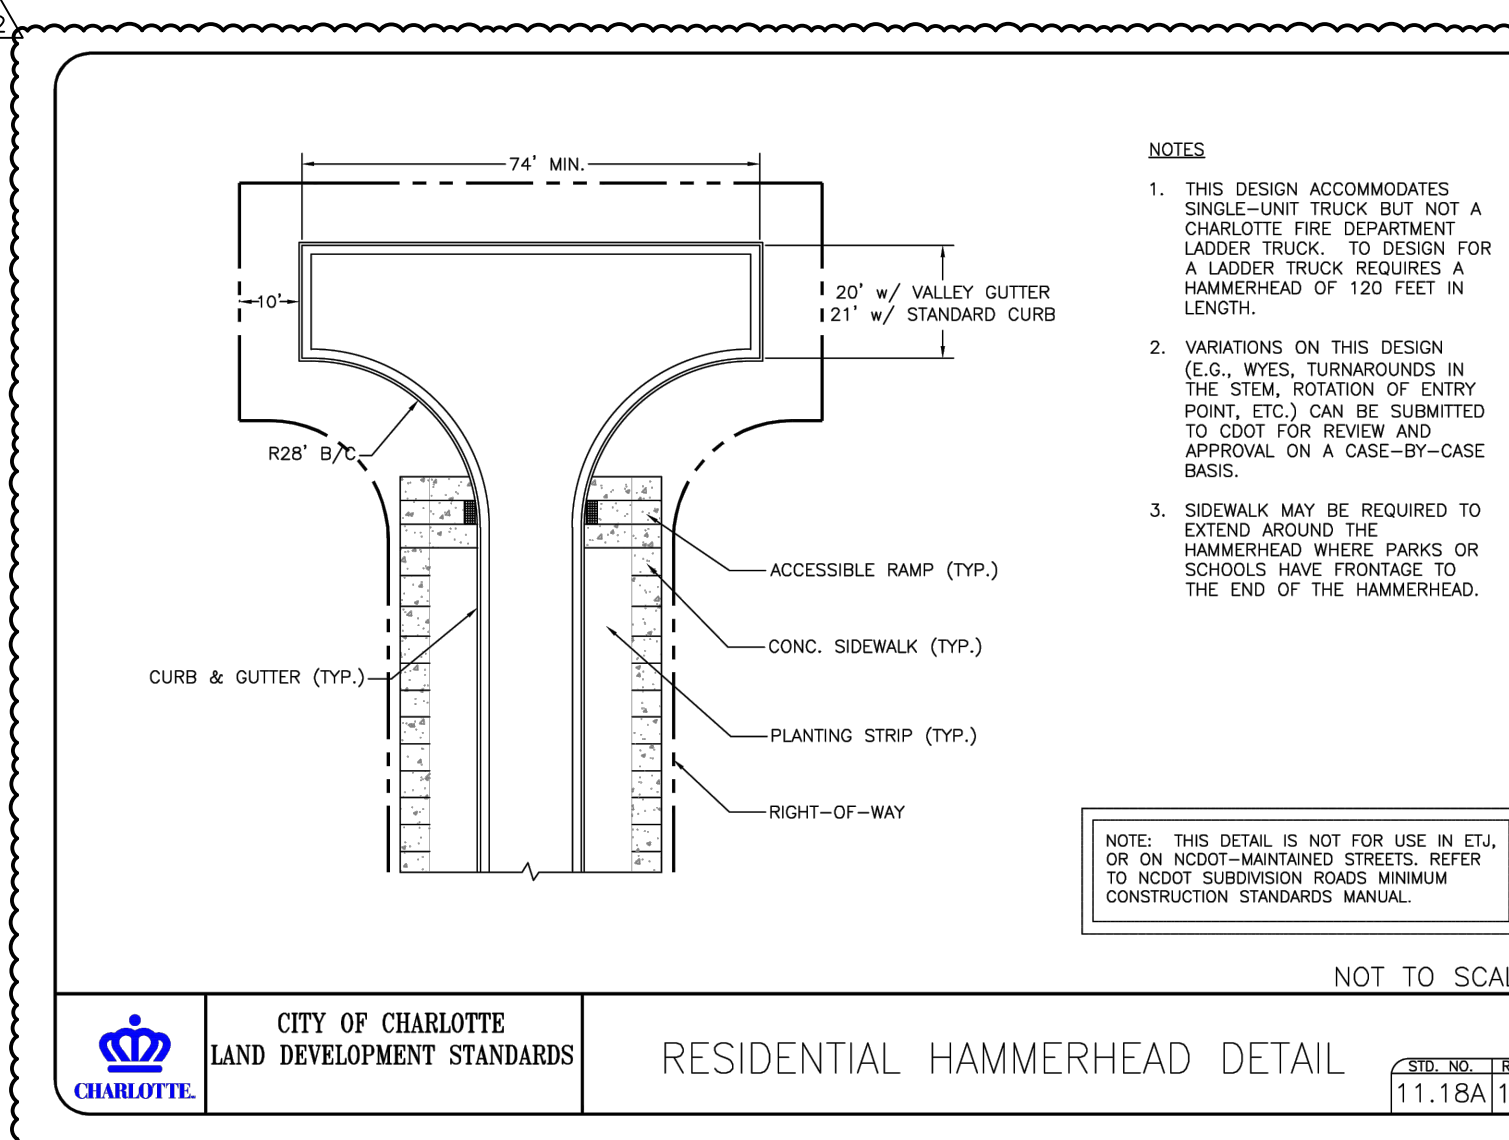 2
74' MIN.
10'
20' w/ VALLEY GUTTER
21' w/ STANDARD CURB
R28' B/C
ACCESSIBLE RAMP (TYP.)
CONC. SIDEWALK (TYP.)
CURB & GUTTER (TYP.)
PLANTING STRIP (TYP.)
RIGHT-OF-WAY
NOTES
1. THIS DESIGN ACCOMMODATES
SINGLE-UNIT TRUCK BUT NOT A
CHARLOTTE FIRE DEPARTMENT
LADDER TRUCK. TO DESIGN FOR
A LADDER TRUCK REQUIRES A
HAMMERHEAD OF 120 FEET IN
LENGTH.
2. VARIATIONS ON THIS DESIGN
(E.G., WYES, TURNAROUNDS IN
THE STEM, ROTATION OF ENTRY
POINT, ETC.) CAN BE SUBMITTED
TO CDOT FOR REVIEW AND
APPROVAL ON A CASE-BY-CASE
BASIS.
3. SIDEWALK MAY BE REQUIRED TO
EXTEND AROUND THE
HAMMERHEAD WHERE PARKS OR
SCHOOLS HAVE FRONTAGE TO
THE END OF THE HAMMERHEAD.
NOTE: THIS DETAIL IS NOT FOR USE IN ETJ,
OR ON NCDOT-MAINTAINED STREETS. REFER
TO NCDOT SUBDIVISION ROADS MINIMUM
CONSTRUCTION STANDARDS MANUAL.
NOT TO SCAL
CHARLOTTE.
CITY OF CHARLOTTE
LAND DEVELOPMENT STANDARDS
RESIDENTIAL HAMMERHEAD DETAIL
STD. NO. R
11.18A 1